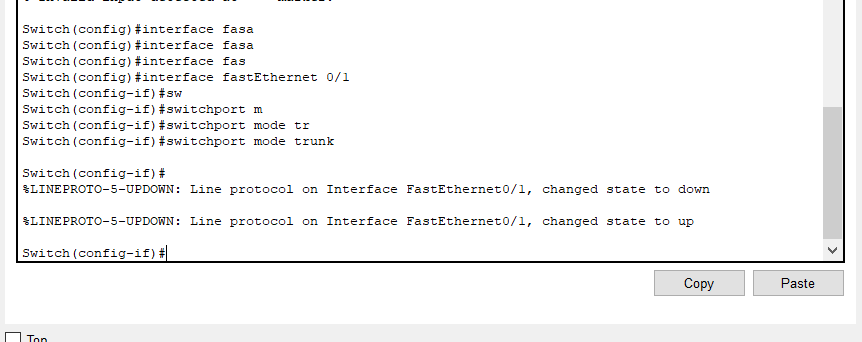 Switch(config)#interface fasa
Switch(config)#interface fasa
Switch(config)#interface fas
Switch(config)#interface fastEthernet 0/1
Switch(config-if)#sw
Switch(config-if)#switchport m
Switch(config-if)#switchport mode tr
Switch(config-if)#switchport mode trunk
Switch(config-if)#
%LINEPROTO-5-UPDOWN: Line protocol on Interface FastEthernet0/1, changed state to down
%LINEPROTO-5-UPDOWN: Line protocol on Interface FastEthernet0/1, changed state to up
Switch(config-if)#
Copy Paste
Top